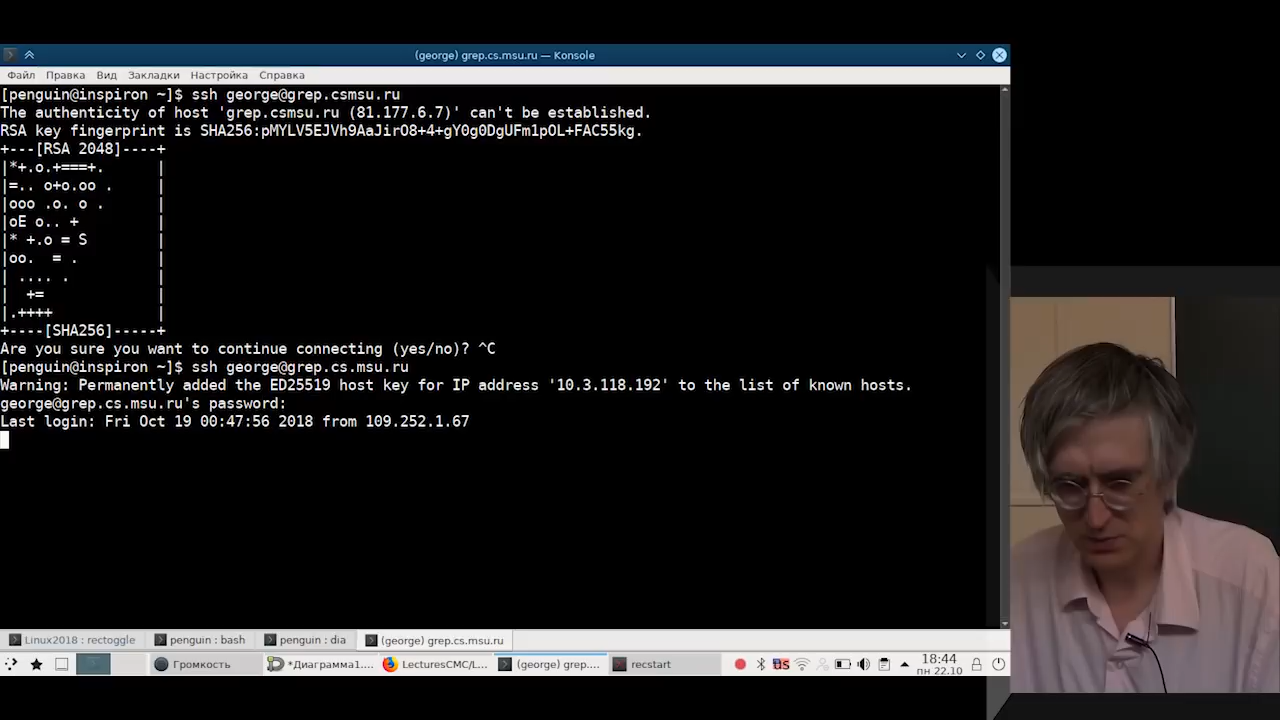 (george) grep.cs.msu.ru — Konsole
Файл Правка Вид Закладки Настройка Справка
[penguin@inspiron ~]$ ssh george@grep.csmsu.ru
The authenticity of host 'grep.csmsu.ru (81.177.6.7)' can't be established.
RSA key fingerprint is SHA256:pMYLV5EJVh9AaJirO8+4+gY0g0DgUFm1pOL+FAC55kg.
+---[RSA 2048]----+
|*+.o.+===+.      |
|=.. o+o.oo .     |
|ooo .o. o .      |
|oE o.. +         |
|* +.o = S        |
|oo.  = .         |
| .... .          |
|  +=             |
|.++++            |
+----[SHA256]-----+
Are you sure you want to continue connecting (yes/no)? ^C
[penguin@inspiron ~]$ ssh george@grep.cs.msu.ru
Warning: Permanently added the ED25519 host key for IP address '10.3.118.192' to the list of known hosts.
george@grep.cs.msu.ru's password:
Last login: Fri Oct 19 00:47:56 2018 from 109.252.1.67
Linux2018 : rectoggle penguin : bash penguin : dia (george) grep.cs.msu.ru
Громкость *Диаграмма1.... LecturesCMC/L... (george) grep.... recstart us 18:44
пн 22.10